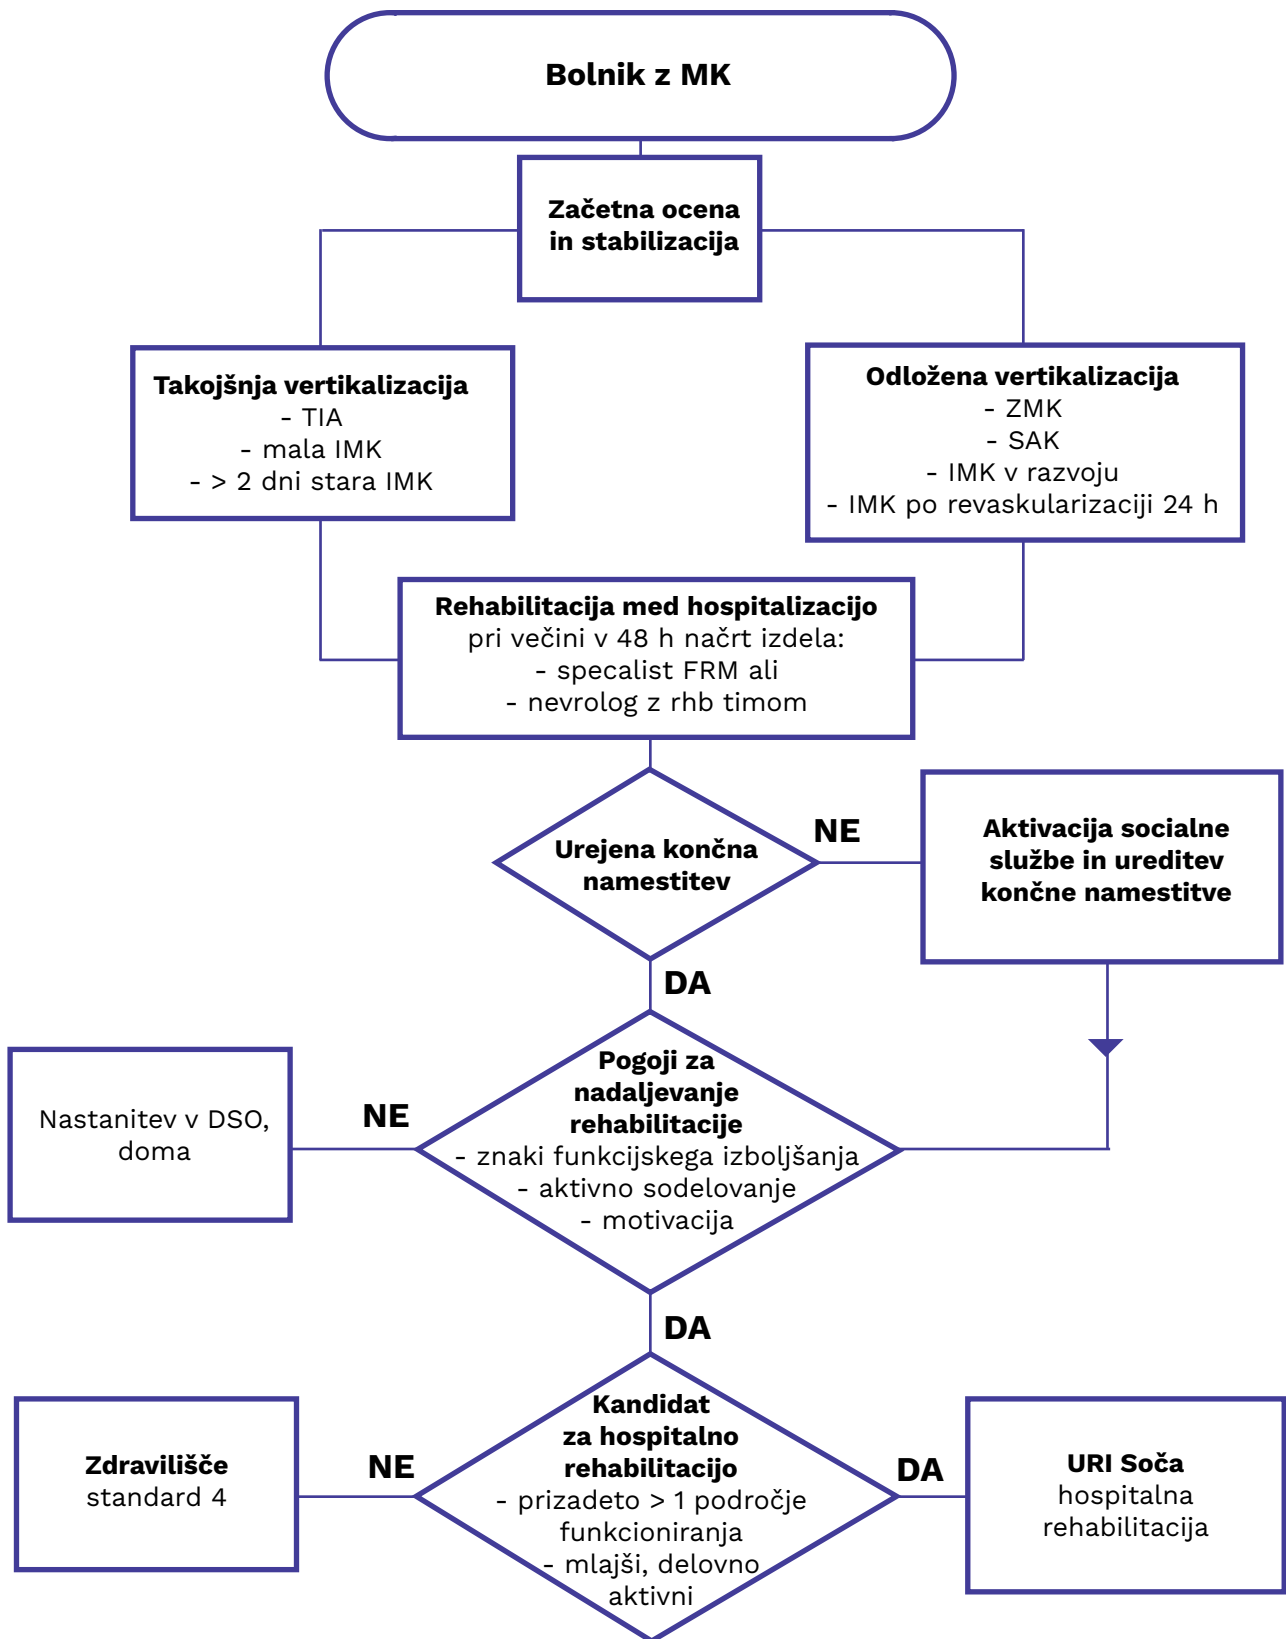 Bolnik z MK
Začetna ocena
in stabilizacija
Takojšnja vertikalizacija
- TIA
- mala IMK
- > 2 dni stara IMK
Odložena vertikalizacija
- ZMK
- SAK
- IMK v razvoju
- IMK po revaskularizaciji 24 h
Rehabilitacija med hospitalizacijo
pri večini v 48 h načrt izdela:
- specalist FRM ali
- nevrolog z rhb timom
Urejena končna
namestitev
NE
Aktivacija socialne
službe in ureditev
končne namestitve
DA
Pogoji za
nadaljevanje
rehabilitacije
- znaki funkcijskega izboljšanja
- aktivno sodelovanje
- motivacija
NE
Nastanitev v DSO,
doma
DA
Kandidat
za hospitalno
rehabilitacijo
- prizadeto > 1 področje
funkcioniranja
- mlajši, delovno
aktivni
NE
Zdravilišče
standard 4
DA
URI Soča
hospitalna
rehabilitacija